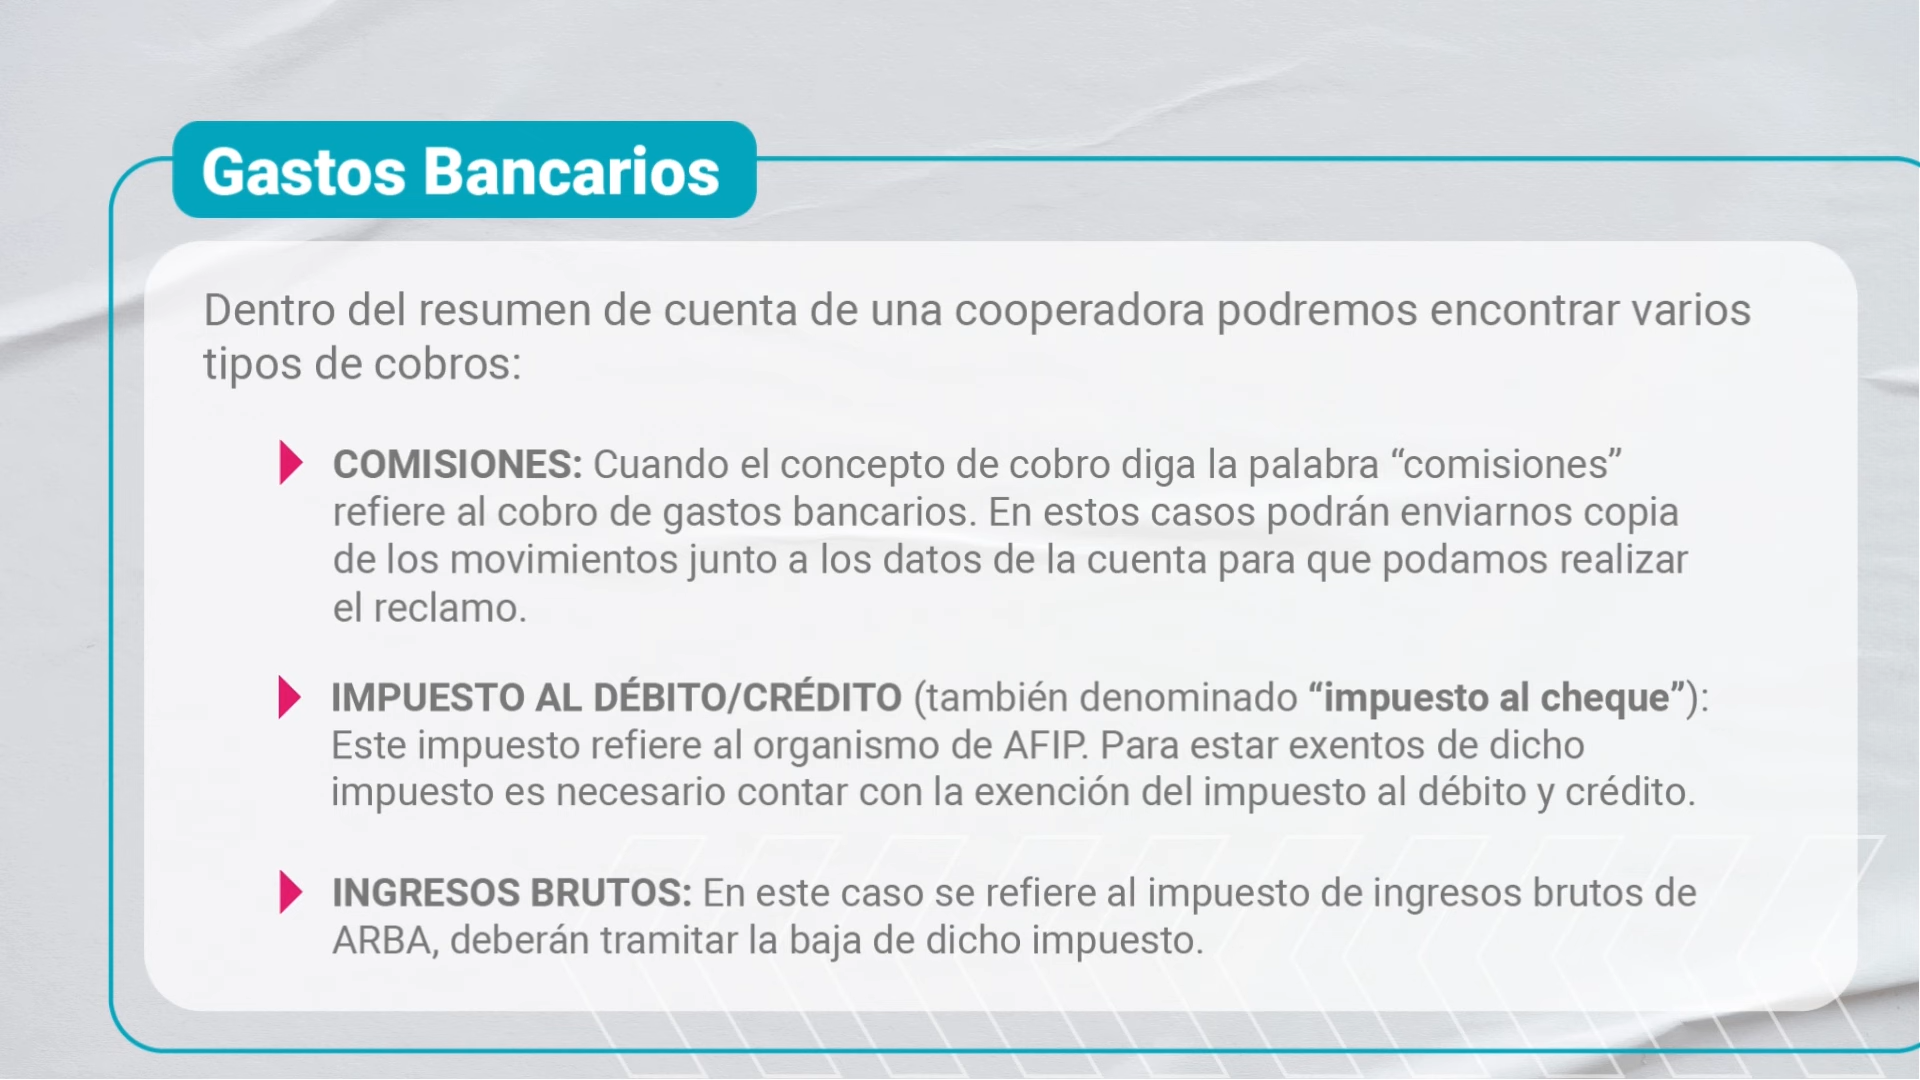 Gastos Bancarios
Dentro del resumen de cuenta de una cooperadora podremos encontrar varios
tipos de cobros:
COMISIONES: Cuando el concepto de cobro diga la palabra “comisiones”
refiere al cobro de gastos bancarios. En estos casos podrán enviarnos copia
de los movimientos junto a los datos de la cuenta para que podamos realizar
el reclamo.
IMPUESTO AL DÉBITO/CRÉDITO (también denominado “impuesto al cheque”):
Este impuesto refiere al organismo de AFIP. Para estar exentos de dicho
impuesto es necesario contar con la exención del impuesto al débito y crédito.
INGRESOS BRUTOS: En este caso se refiere al impuesto de ingresos brutos de
ARBA, deberán tramitar la baja de dicho impuesto.